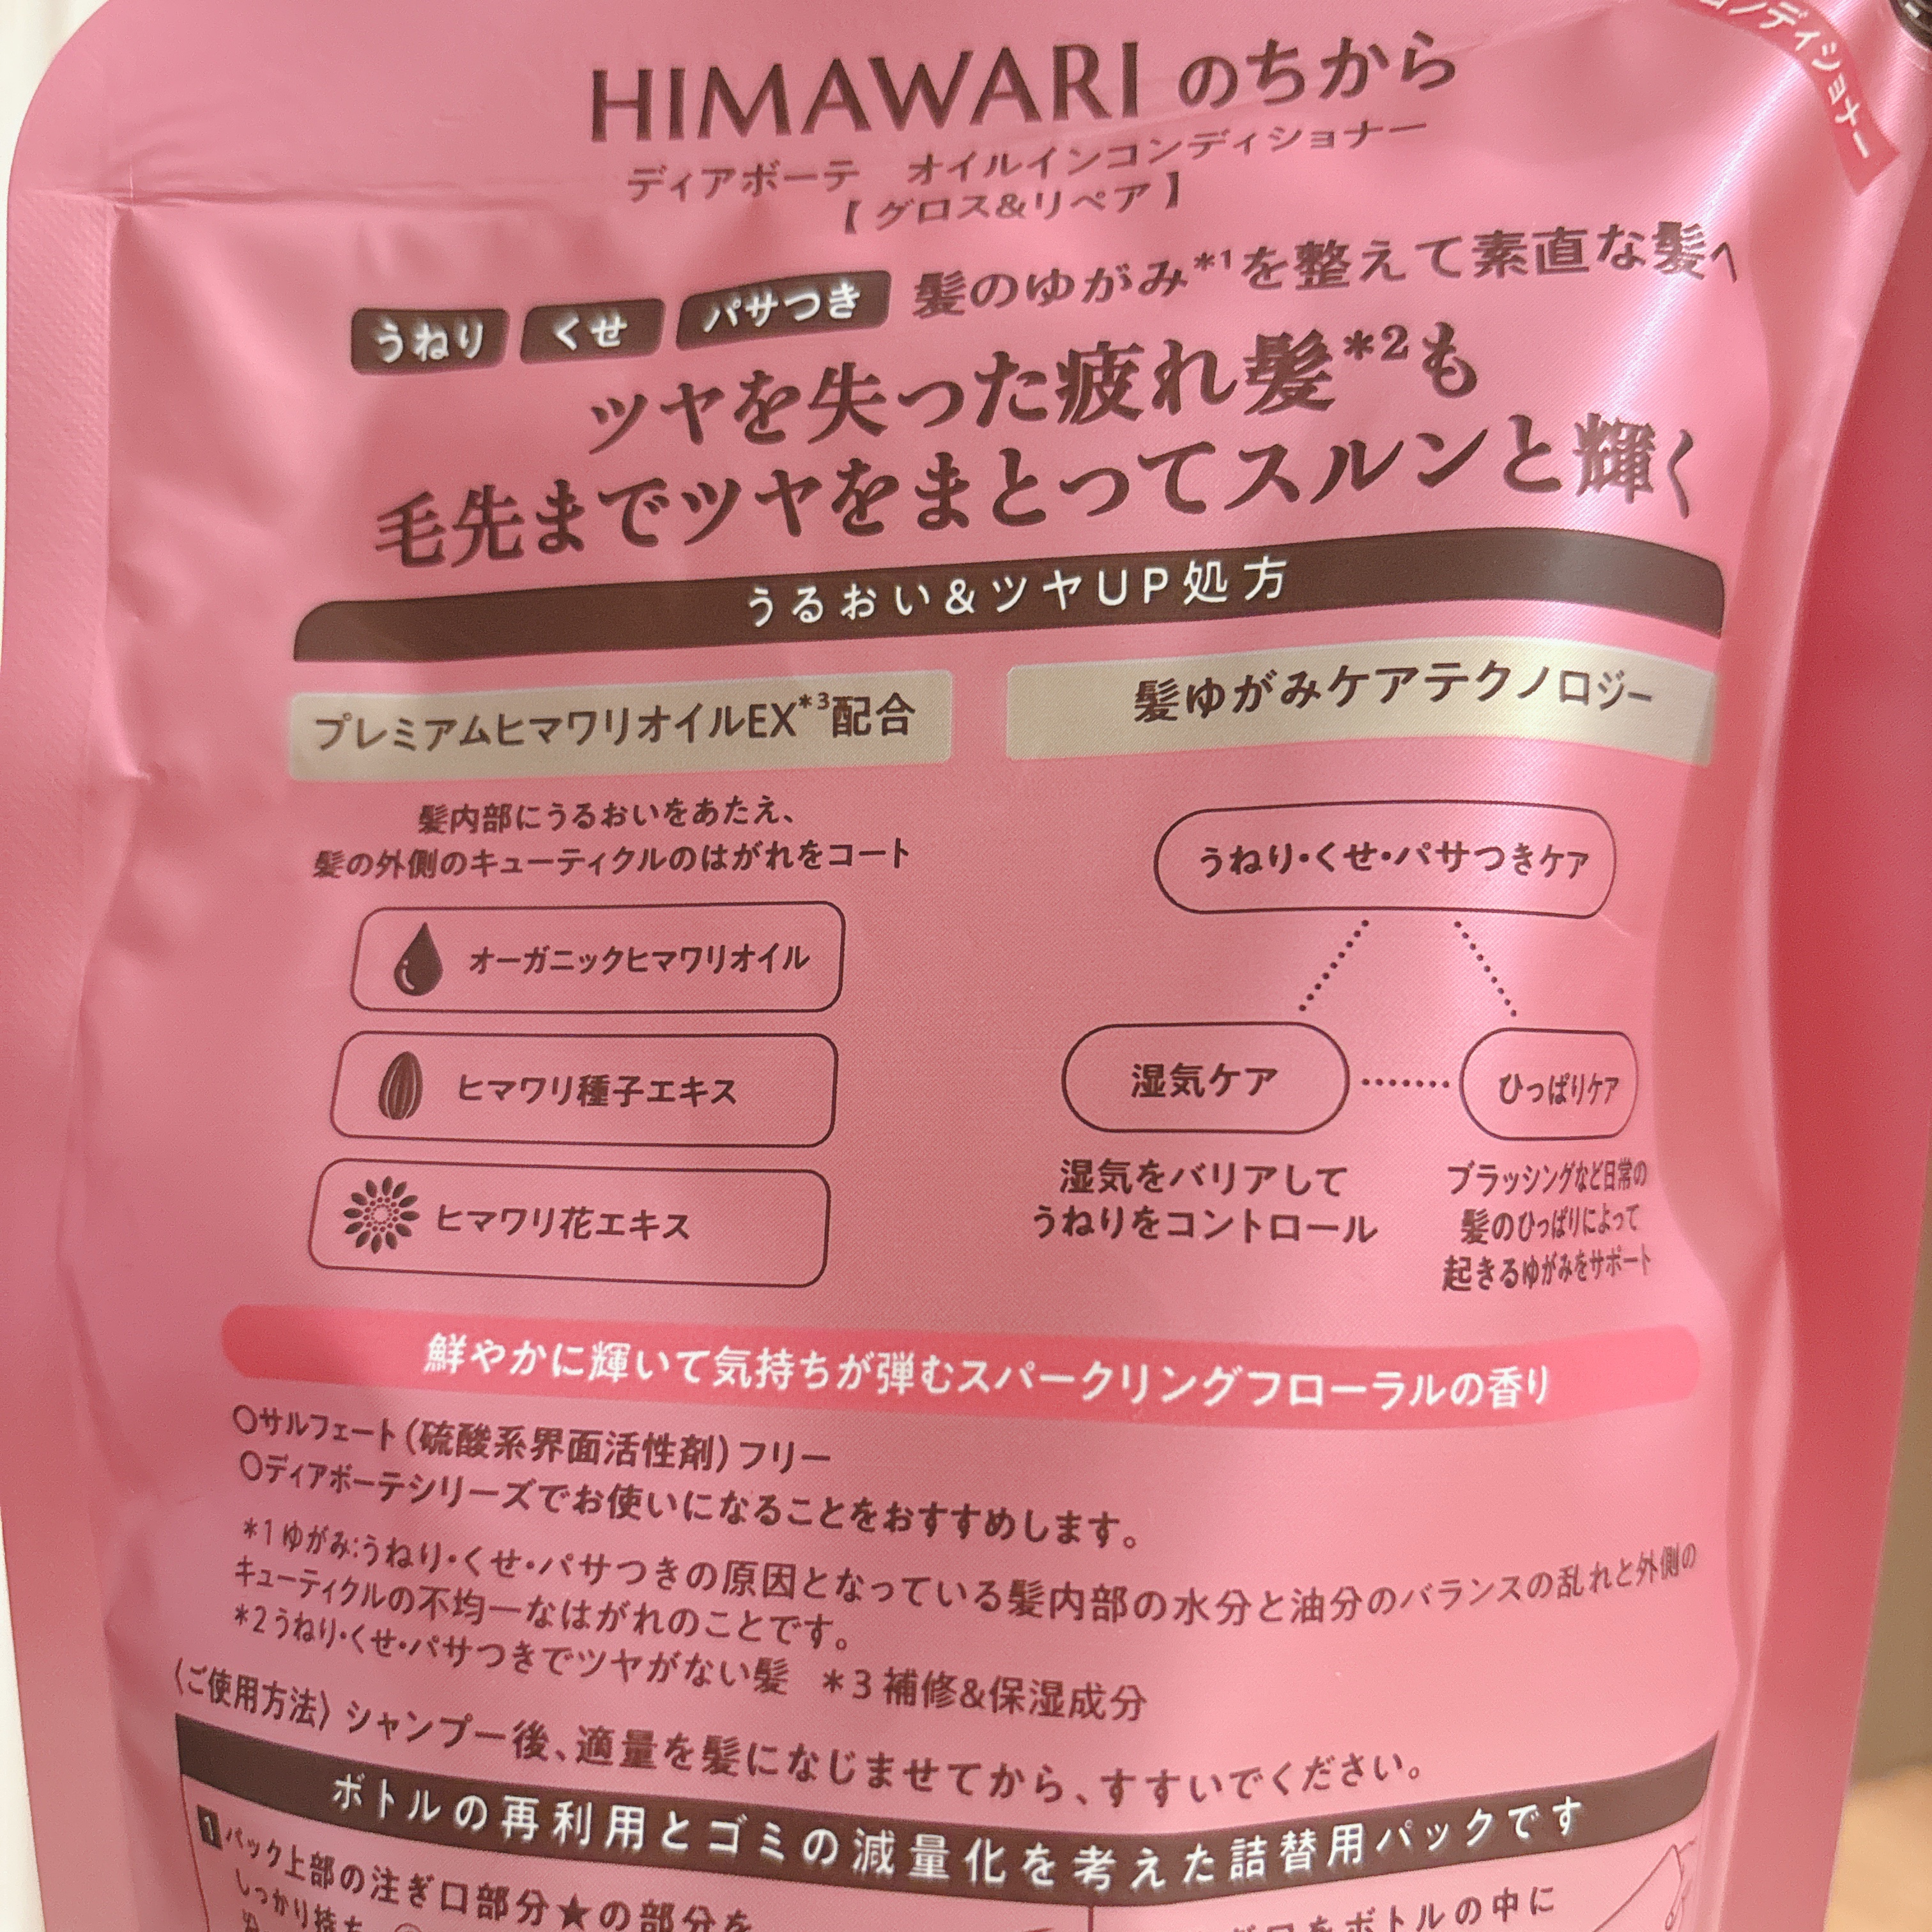 コンディショナー
HIMAWARI のちから
ディアボーテ　オイルインコンディショナー
【グロス&リペア】
うねり くせ パサつき 髪のゆがみ*1を整えて素直な髪へ
ツヤを失った疲れ髪*2も
毛先までツヤをまとってスルンと輝く
うるおい&ツヤUP処方
プレミアムヒマワリオイルEX*3配合
髪内部にうるおいをあたえ、
髪の外側のキューティクルのはがれをコート
オーガニックヒマワリオイル
ヒマワリ種子エキス
ヒマワリ花エキス
髪ゆがみケアテクノロジー
うねり・くせ・パサつきケア
湿気ケア
湿気をバリアして
うねりをコントロール
ひっぱりケア
ブラッシングなど日常の
髪のひっぱりによって
起きるゆがみをサポート
鮮やかに輝いて気持ちが弾むスパークリングフローラルの香り
○サルフェート(硫酸系界面活性剤)フリー
○ディアボーテシリーズでお使いになることをおすすめします。
*1 ゆがみ:うねり・くせ・パサつきの原因となっている髪内部の水分と油分のバランスの乱れと外側の
キューティクルの不均一なはがれのことです。
*2 うねり・くせ・パサつきでツヤがない髪　*3 補修&保湿成分
〈ご使用方法〉シャンプー後、適量を髪になじませてから、すすいでください。
ボトルの再利用とゴミの減量化を考えた詰替用パックです
1 パック上部の注ぎ口部分★の部分を
しっかり持ち
口をボトルの中に